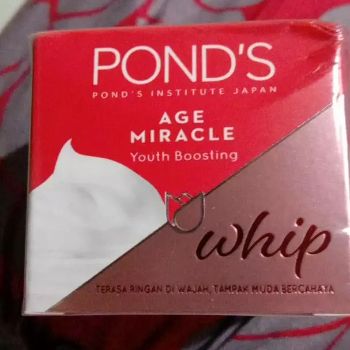 POND'S
POND'S INSTITUTE JAPAN
AGE
MIRACLE
Youth Boosting
whip
TERASA RINGAN DI WAJAH, TAMPAK MUDA BERCAHAYA